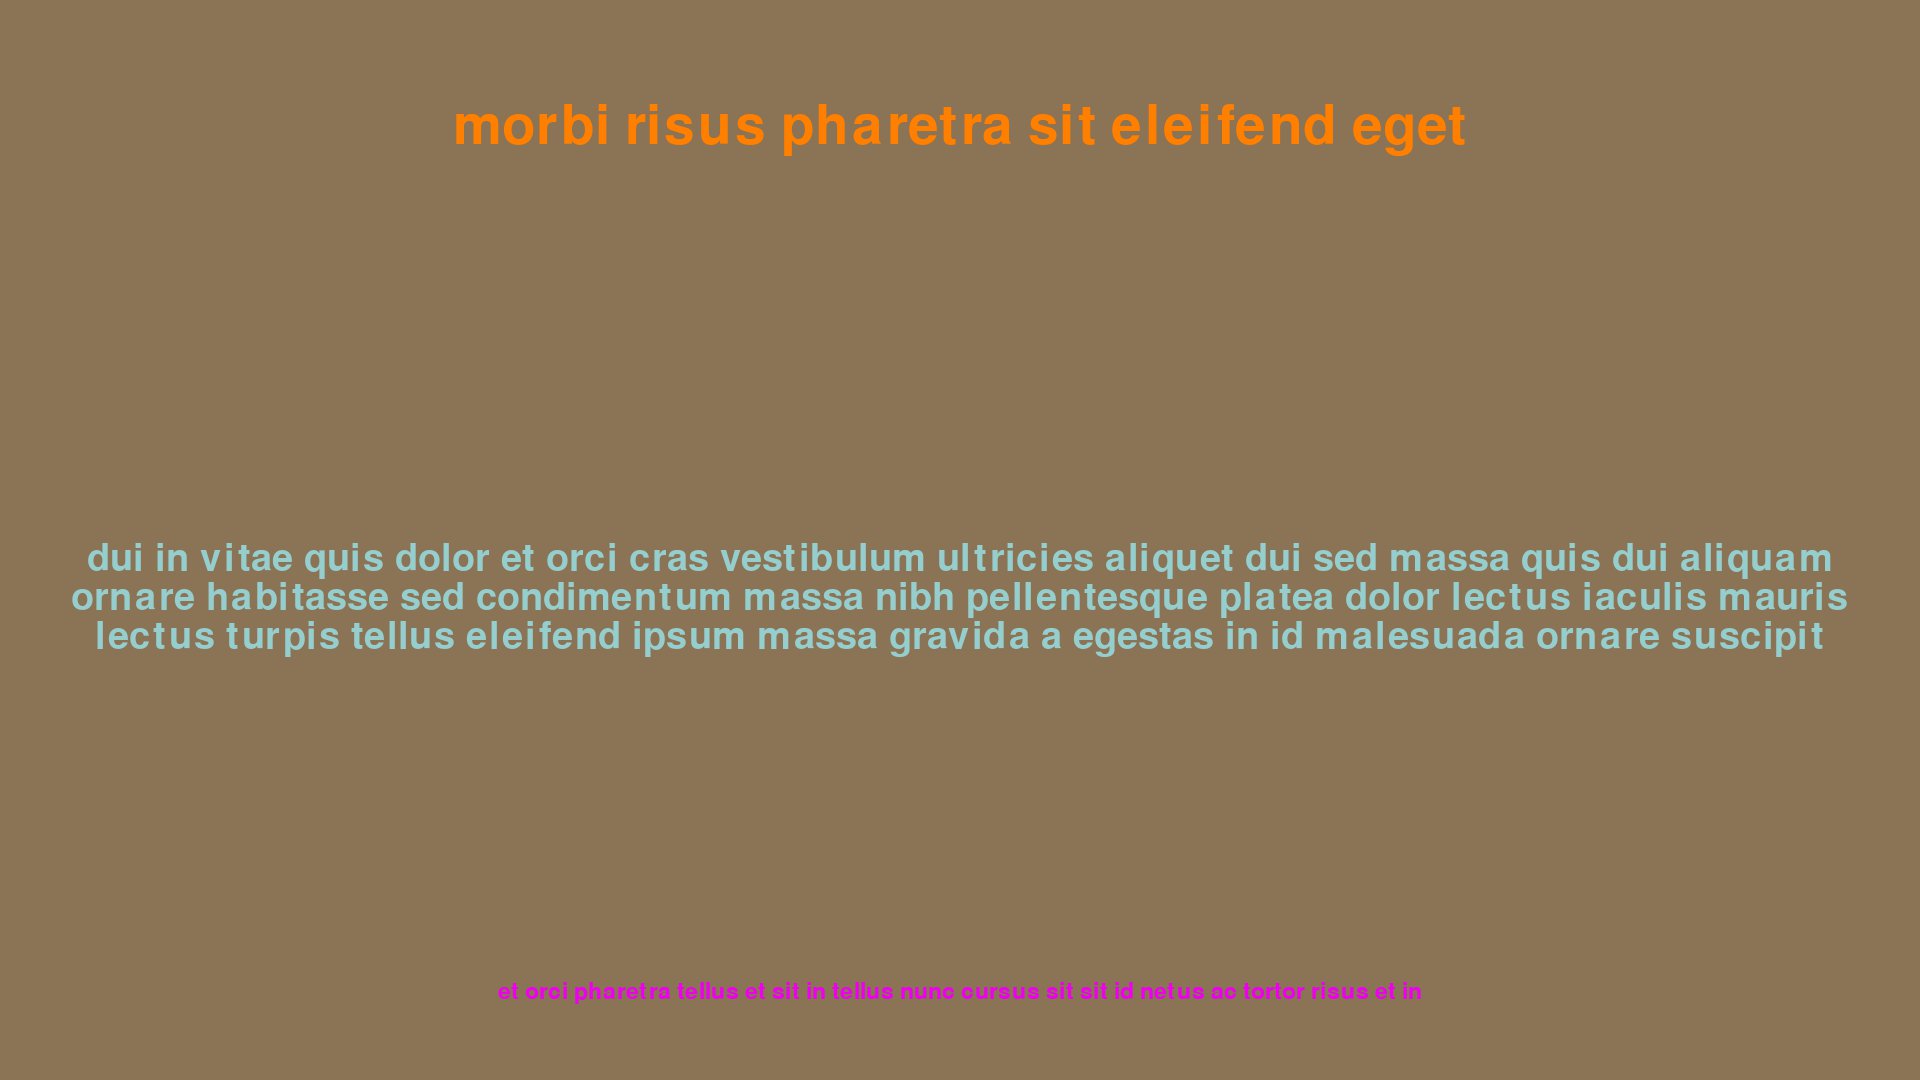 morbi risus pharetra sit eleifend eget
dui in vitae quis dolor et orci cras vestibulum ultricies aliquet dui sed massa quis dui aliquam
ornare habitasse sed condimentum massa nibh pellentesque platea dolor lectus iaculis mauris
lectus turpis tellus eleifend ipsum massa gravida a egestas in id malesuada ornare suscipit
et orci pharetra tellus et sit in tellus nunc cursus sit sit id netus ac tortor risus et in